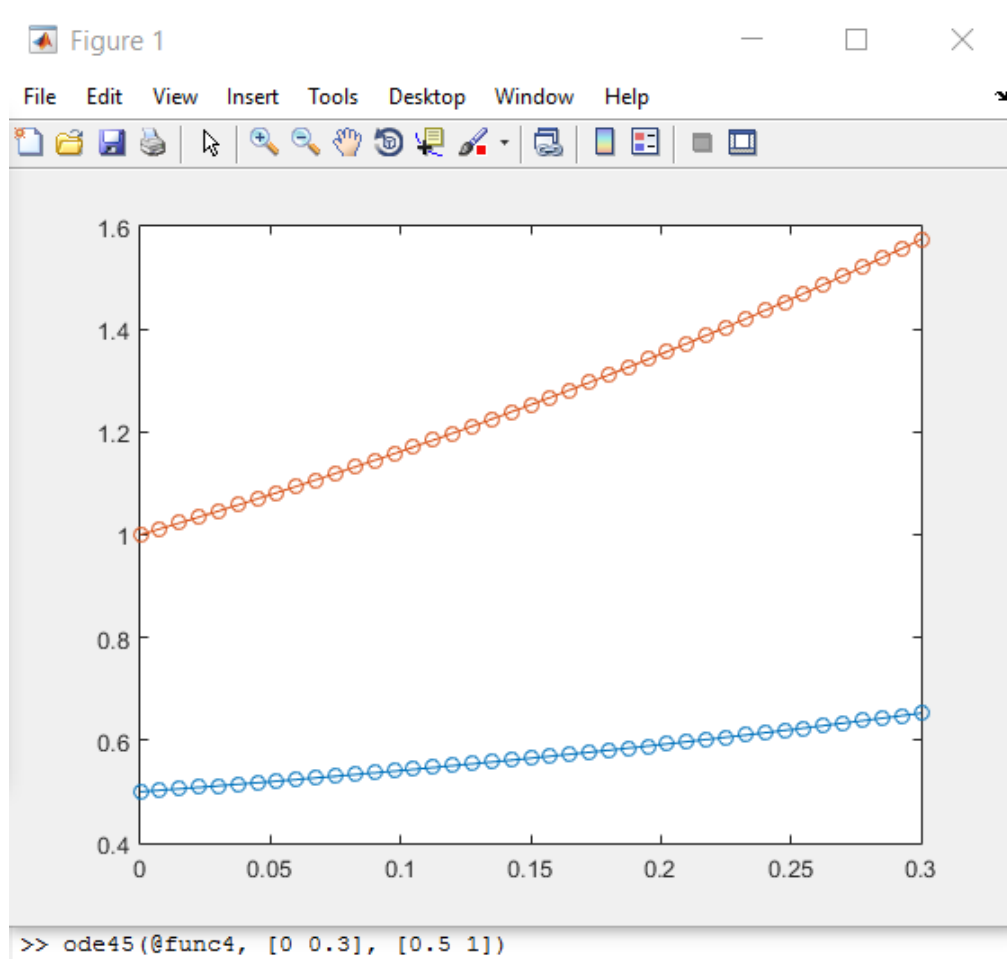 Figure 1
File Edit View Insert Tools Desktop Window Help
1.6
1.4
1.2
1
0.8
0.6
0.4
0 0.05 0.1 0.15 0.2 0.25 0.3
>> ode45(@func4, [0 0.3], [0.5 1])